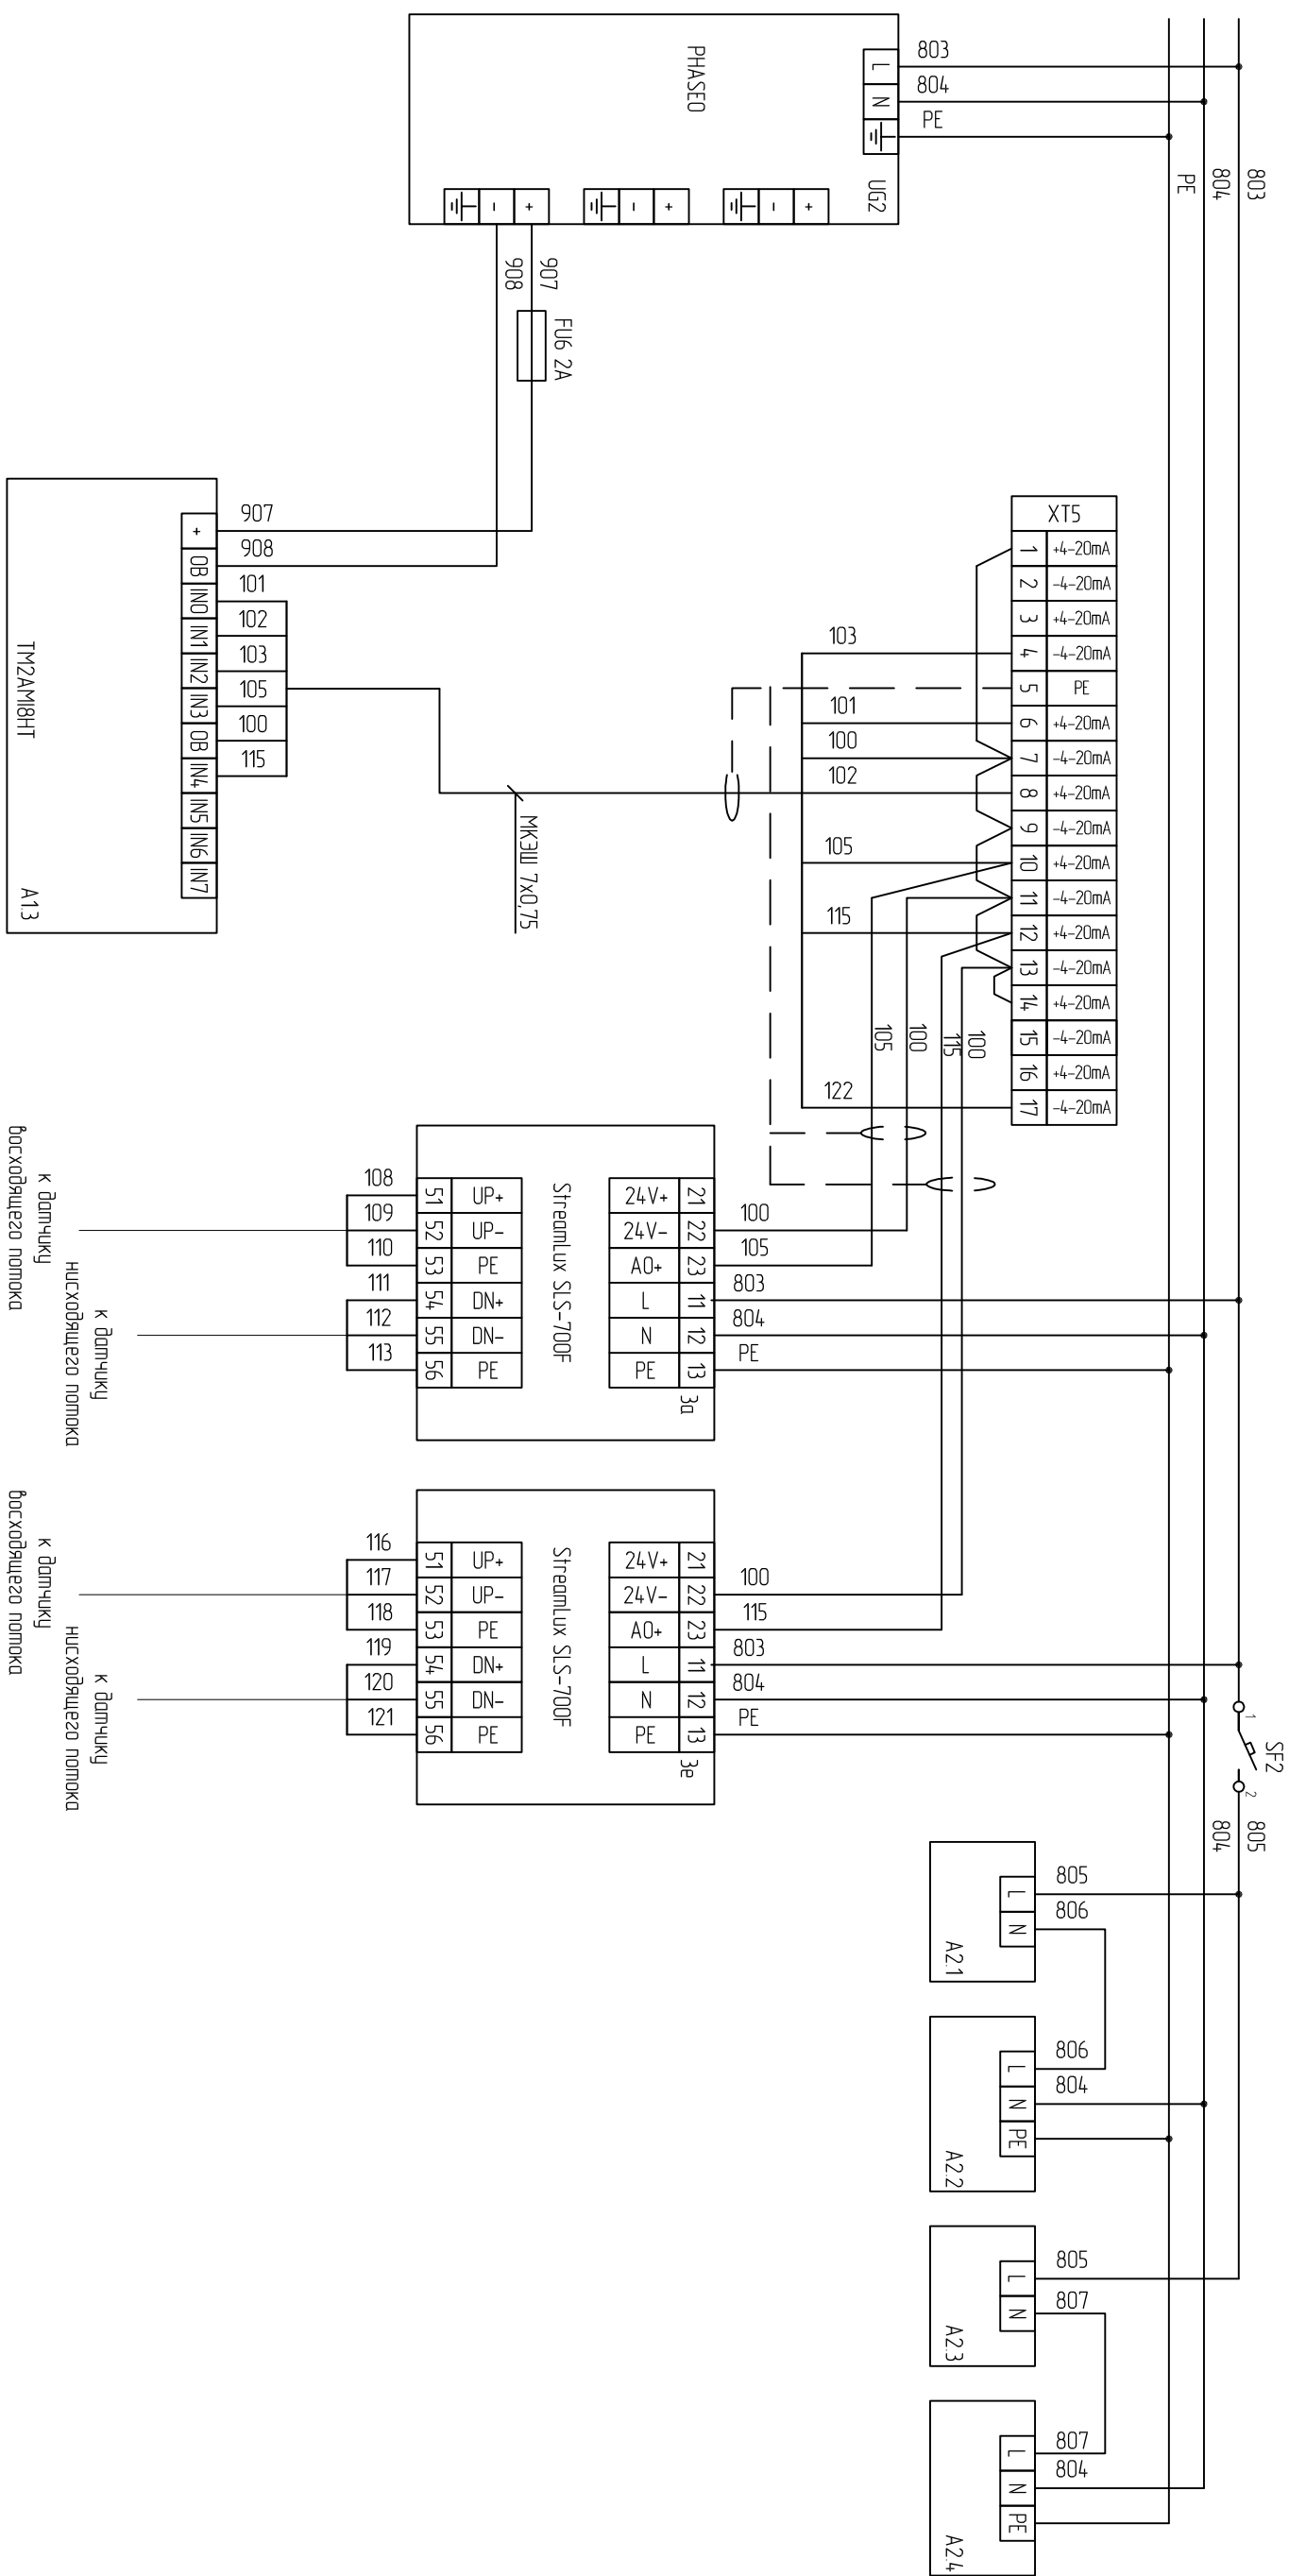 803
804
PE
803
804
PE
L
N
UG2
PHASEO
+
-
+
-
+
-
907
908
FU6 2A
XT5
1 +4-20mA
2 -4-20mA
3 +4-20mA
4 -4-20mA
5 PE
6 +4-20mA
7 -4-20mA
8 +4-20mA
9 -4-20mA
10 +4-20mA
11 -4-20mA
12 +4-20mA
13 -4-20mA
14 +4-20mA
15 -4-20mA
16 +4-20mA
17 -4-20mA
103
101
100
102
105
115
122
105
100
115
100
907
908
101
102
103
105
100
115
+
0В
IN0
IN1
IN2
IN3
0В
IN4
IN5
IN6
IN7
TM2AMI8HT
A1.3
МКЭШ 7х0,75
StreamLux SLS-700F
3а
21 24V+
22 24V-
23 AO+
11 L
12 N
13 PE
100
105
803
804
PE
51 UP+
52 UP-
53 PE
54 DN+
55 DN-
56 PE
108
109
110
111
112
113
к датчику
восходящего потока
к датчику
нисходящего потока
StreamLux SLS-700F
3е
21 24V+
22 24V-
23 AO+
11 L
12 N
13 PE
100
115
803
804
PE
51 UP+
52 UP-
53 PE
54 DN+
55 DN-
56 PE
116
117
118
119
120
121
к датчику
восходящего потока
к датчику
нисходящего потока
SF2
1
2
805
804
805
806
L
N
A2.1
806
804
L
N
PE
A2.2
805
807
L
N
A2.3
807
804
L
N
PE
A2.4